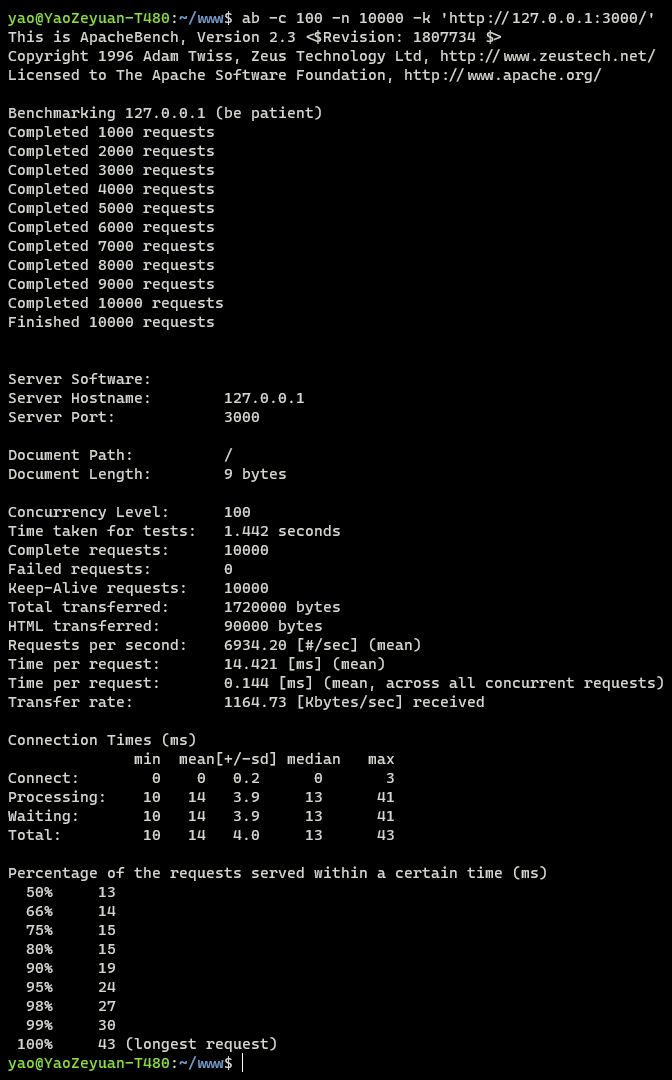 yao@YaoZeyuan-T480:~/www$ ab -c 100 -n 10000 -k 'http://127.0.0.1:3000/'
This is ApacheBench, Version 2.3 <$Revision: 1807734 $>
Copyright 1996 Adam Twiss, Zeus Technology Ltd, http://www.zeustech.net/
Licensed to The Apache Software Foundation, http://www.apache.org/

Benchmarking 127.0.0.1 (be patient)
Completed 1000 requests
Completed 2000 requests
Completed 3000 requests
Completed 4000 requests
Completed 5000 requests
Completed 6000 requests
Completed 7000 requests
Completed 8000 requests
Completed 9000 requests
Completed 10000 requests
Finished 10000 requests


Server Software:
Server Hostname:        127.0.0.1
Server Port:            3000

Document Path:          /
Document Length:        9 bytes

Concurrency Level:      100
Time taken for tests:   1.442 seconds
Complete requests:      10000
Failed requests:        0
Keep-Alive requests:    10000
Total transferred:      1720000 bytes
HTML transferred:       90000 bytes
Requests per second:    6934.20 [#/sec] (mean)
Time per request:       14.421 [ms] (mean)
Time per request:       0.144 [ms] (mean, across all concurrent requests)
Transfer rate:          1164.73 [Kbytes/sec] received

Connection Times (ms)
              min  mean[+/-sd] median   max
Connect:        0    0   0.2      0       3
Processing:    10   14   3.9     13      41
Waiting:       10   14   3.9     13      41
Total:         10   14   4.0     13      43

Percentage of the requests served within a certain time (ms)
  50%     13
  66%     14
  75%     15
  80%     15
  90%     19
  95%     24
  98%     27
  99%     30
 100%     43 (longest request)
yao@YaoZeyuan-T480:~/www$